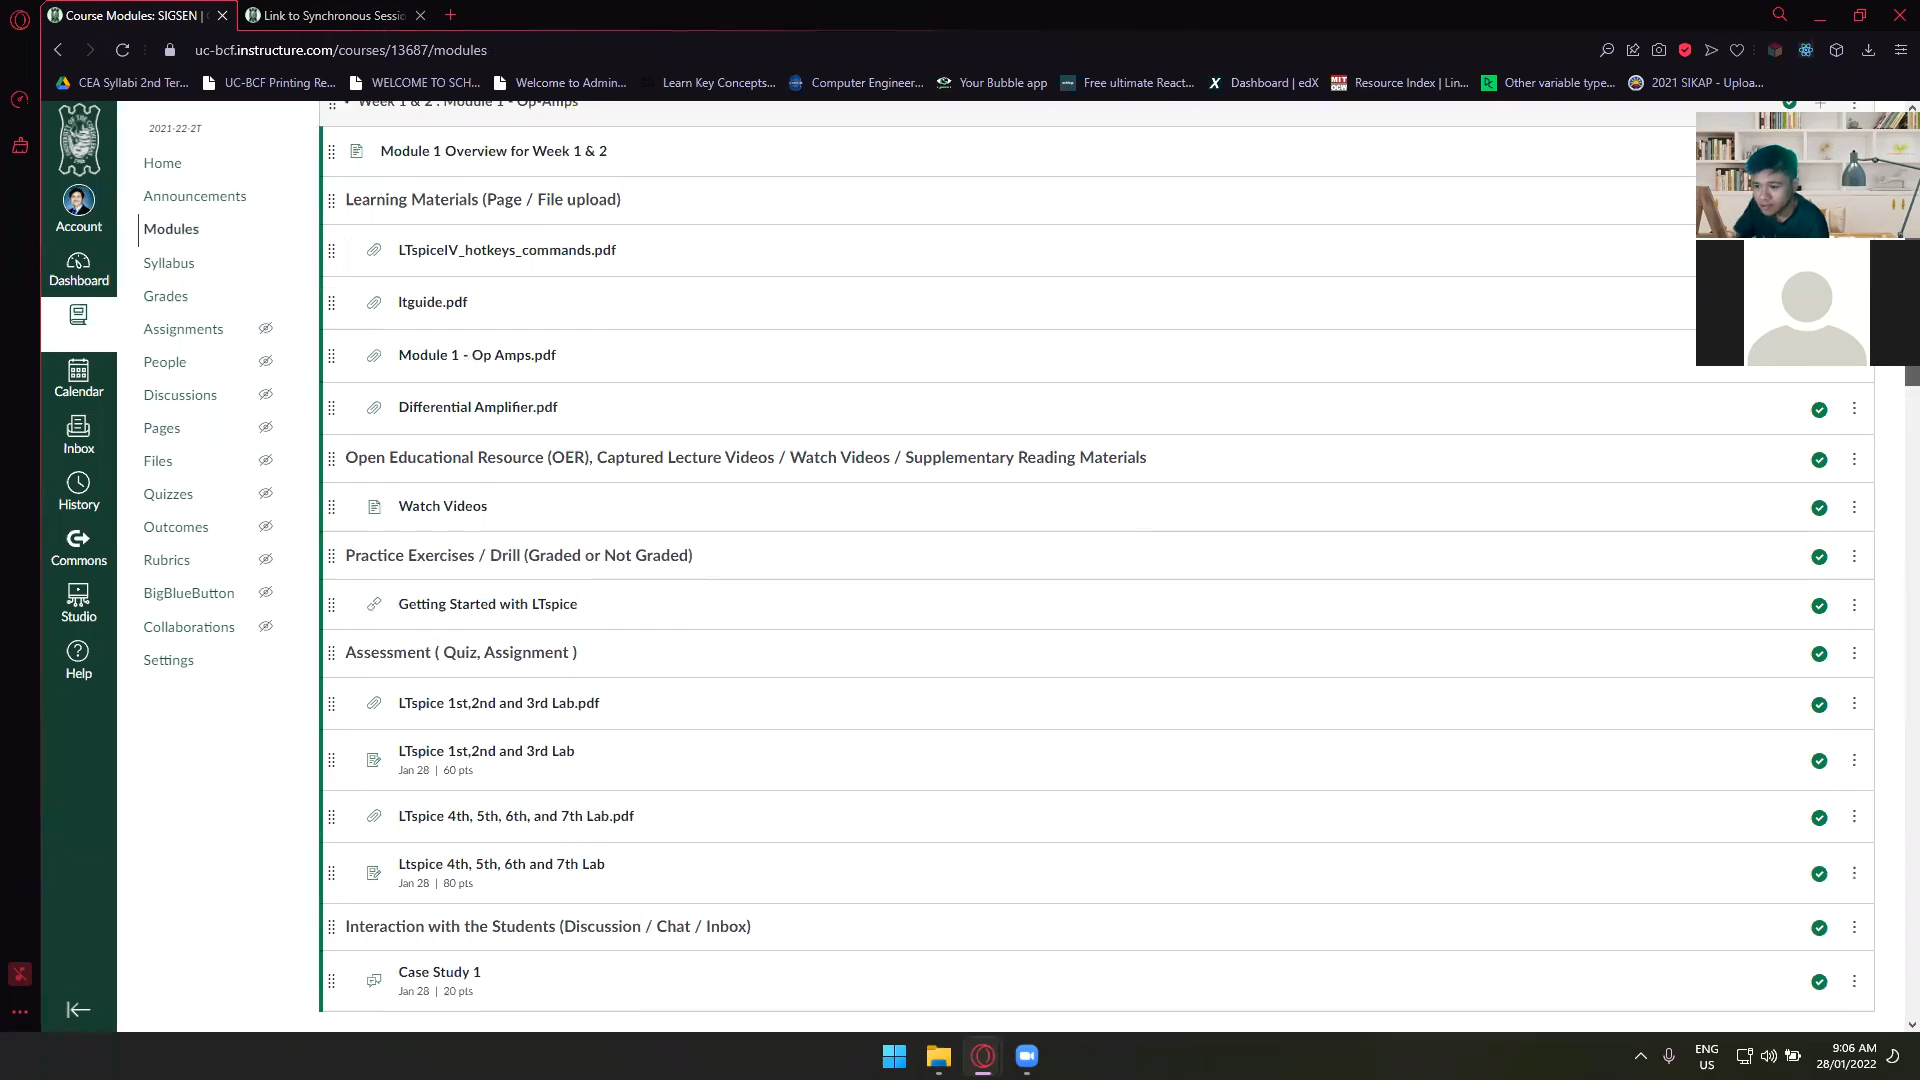 Course Modules: SIGSEN |
Link to Synchronous Sessio
uc-bcf.instructure.com/courses/13687/modules
CEA Syllabi 2nd Ter...
UC-BCF Printing Re...
WELCOME TO SCH...
Welcome to Admin...
Learn Key Concepts...
Computer Engineer...
Your Bubble app
Free ultimate React...
Dashboard | edX
Resource Index | Lin...
Other variable type...
2021 SIKAP - Uploa...
Account
Dashboard
Calendar
Inbox
History
Commons
Studio
Help
2021-22-2T
Home
Announcements
Modules
Syllabus
Grades
Assignments
People
Discussions
Pages
Files
Quizzes
Outcomes
Rubrics
BigBlueButton
Collaborations
Settings
Week 1 & 2 : Module 1 - Op-Amps
Module 1 Overview for Week 1 & 2
Learning Materials (Page / File upload)
LTspiceIV_hotkeys_commands.pdf
ltguide.pdf
Module 1 - Op Amps.pdf
Differential Amplifier.pdf
Open Educational Resource (OER), Captured Lecture Videos / Watch Videos / Supplementary Reading Materials
Watch Videos
Practice Exercises / Drill (Graded or Not Graded)
Getting Started with LTspice
Assessment ( Quiz, Assignment )
LTspice 1st,2nd and 3rd Lab.pdf
LTspice 1st,2nd and 3rd Lab
Jan 28 | 60 pts
LTspice 4th, 5th, 6th, and 7th Lab.pdf
Ltspice 4th, 5th, 6th and 7th Lab
Jan 28 | 80 pts
Interaction with the Students (Discussion / Chat / Inbox)
Case Study 1
Jan 28 | 20 pts
ENG
US
9:06 AM
28/01/2022